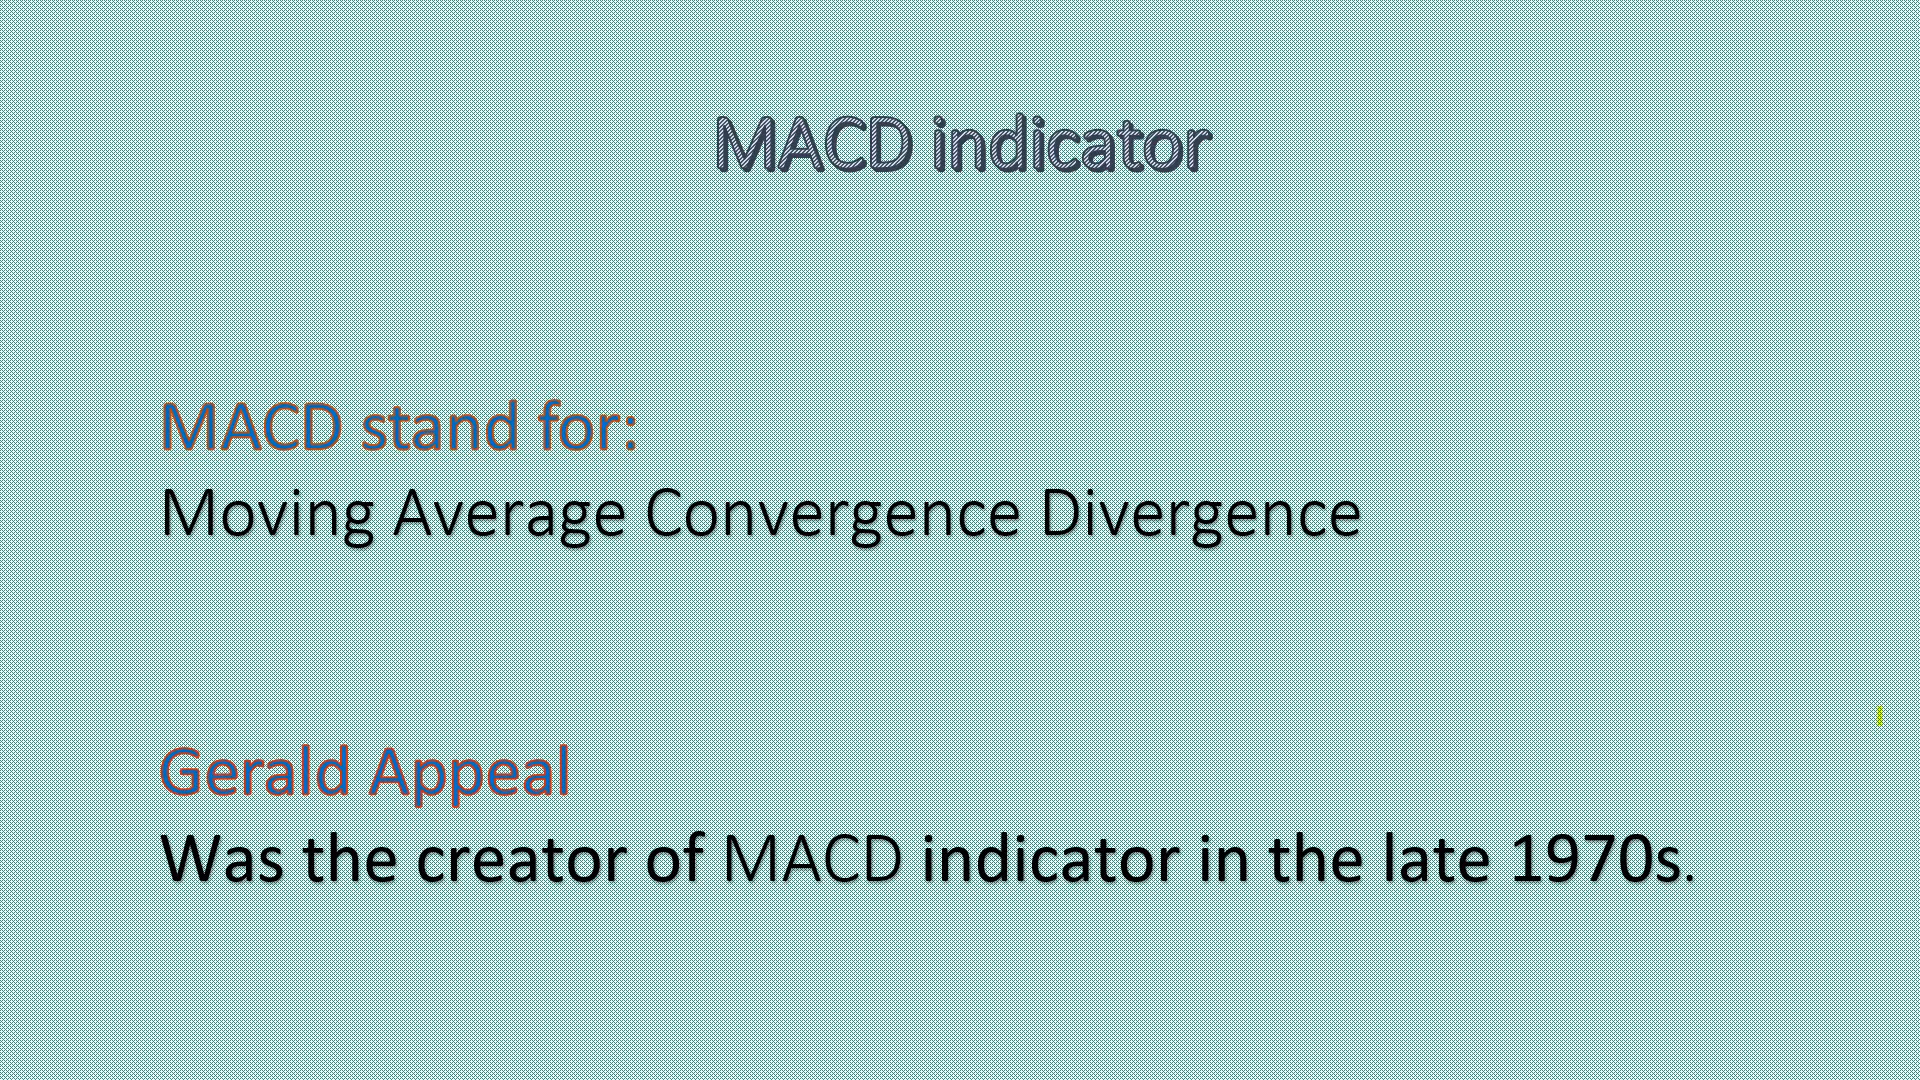 MACD indicator
MACD stand for:
Moving Average Convergence Divergence
Gerald Appeal
Was the creator of MACD indicator in the late 1970s.